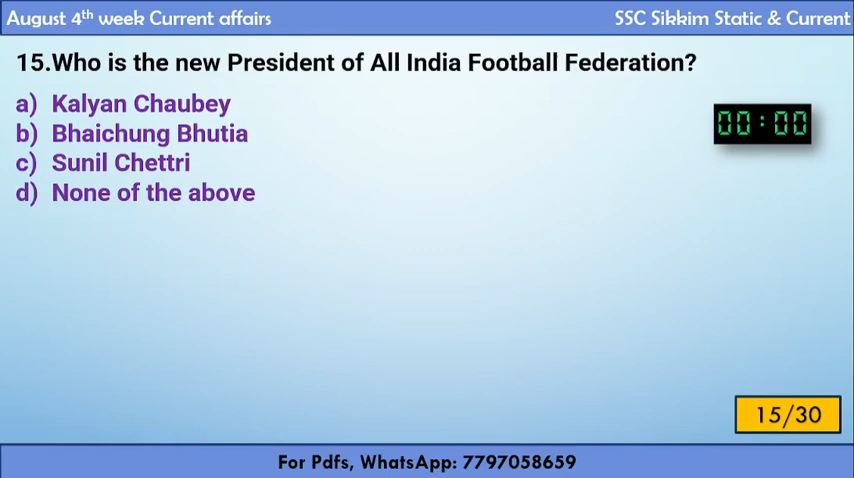 August 4th week Current affairs
SSC Sikkim Static & Current
15.Who is the new President of All India Football Federation?
a) Kalyan Chaubey
b) Bhaichung Bhutia
c) Sunil Chettri
d) None of the above
00:00
15/30
For Pdfs, WhatsApp: 7797058659